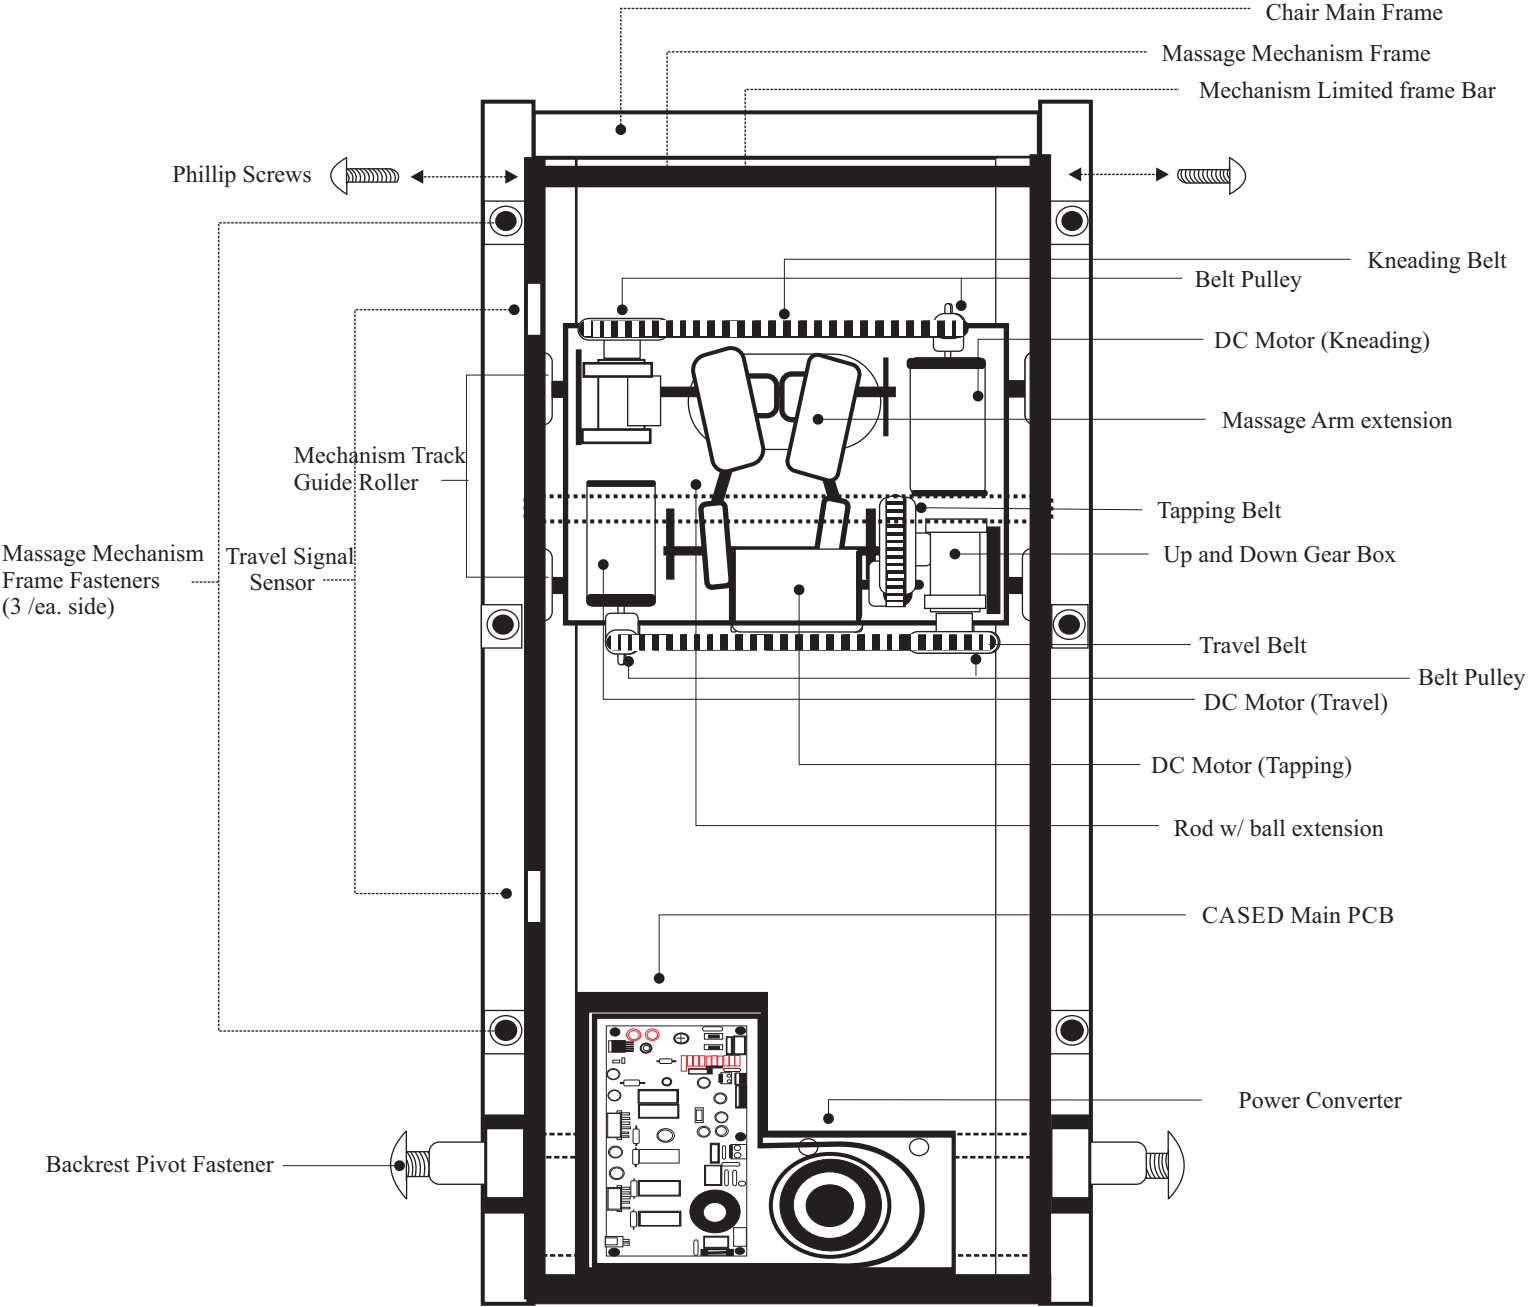 Chair Main Frame
Massage Mechanism Frame
Mechanism Limited frame Bar
Phillip Screws
Kneading Belt
Belt Pulley
DC Motor (Kneading)
Massage Arm extension
Mechanism Track
Guide Roller
Tapping Belt
Up and Down Gear Box
Massage Mechanism
Frame Fasteners
(3 /ea. side)
Travel Signal
Sensor
Travel Belt
Belt Pulley
DC Motor (Travel)
DC Motor (Tapping)
Rod w/ ball extension
CASED Main PCB
Power Converter
Backrest Pivot Fastener